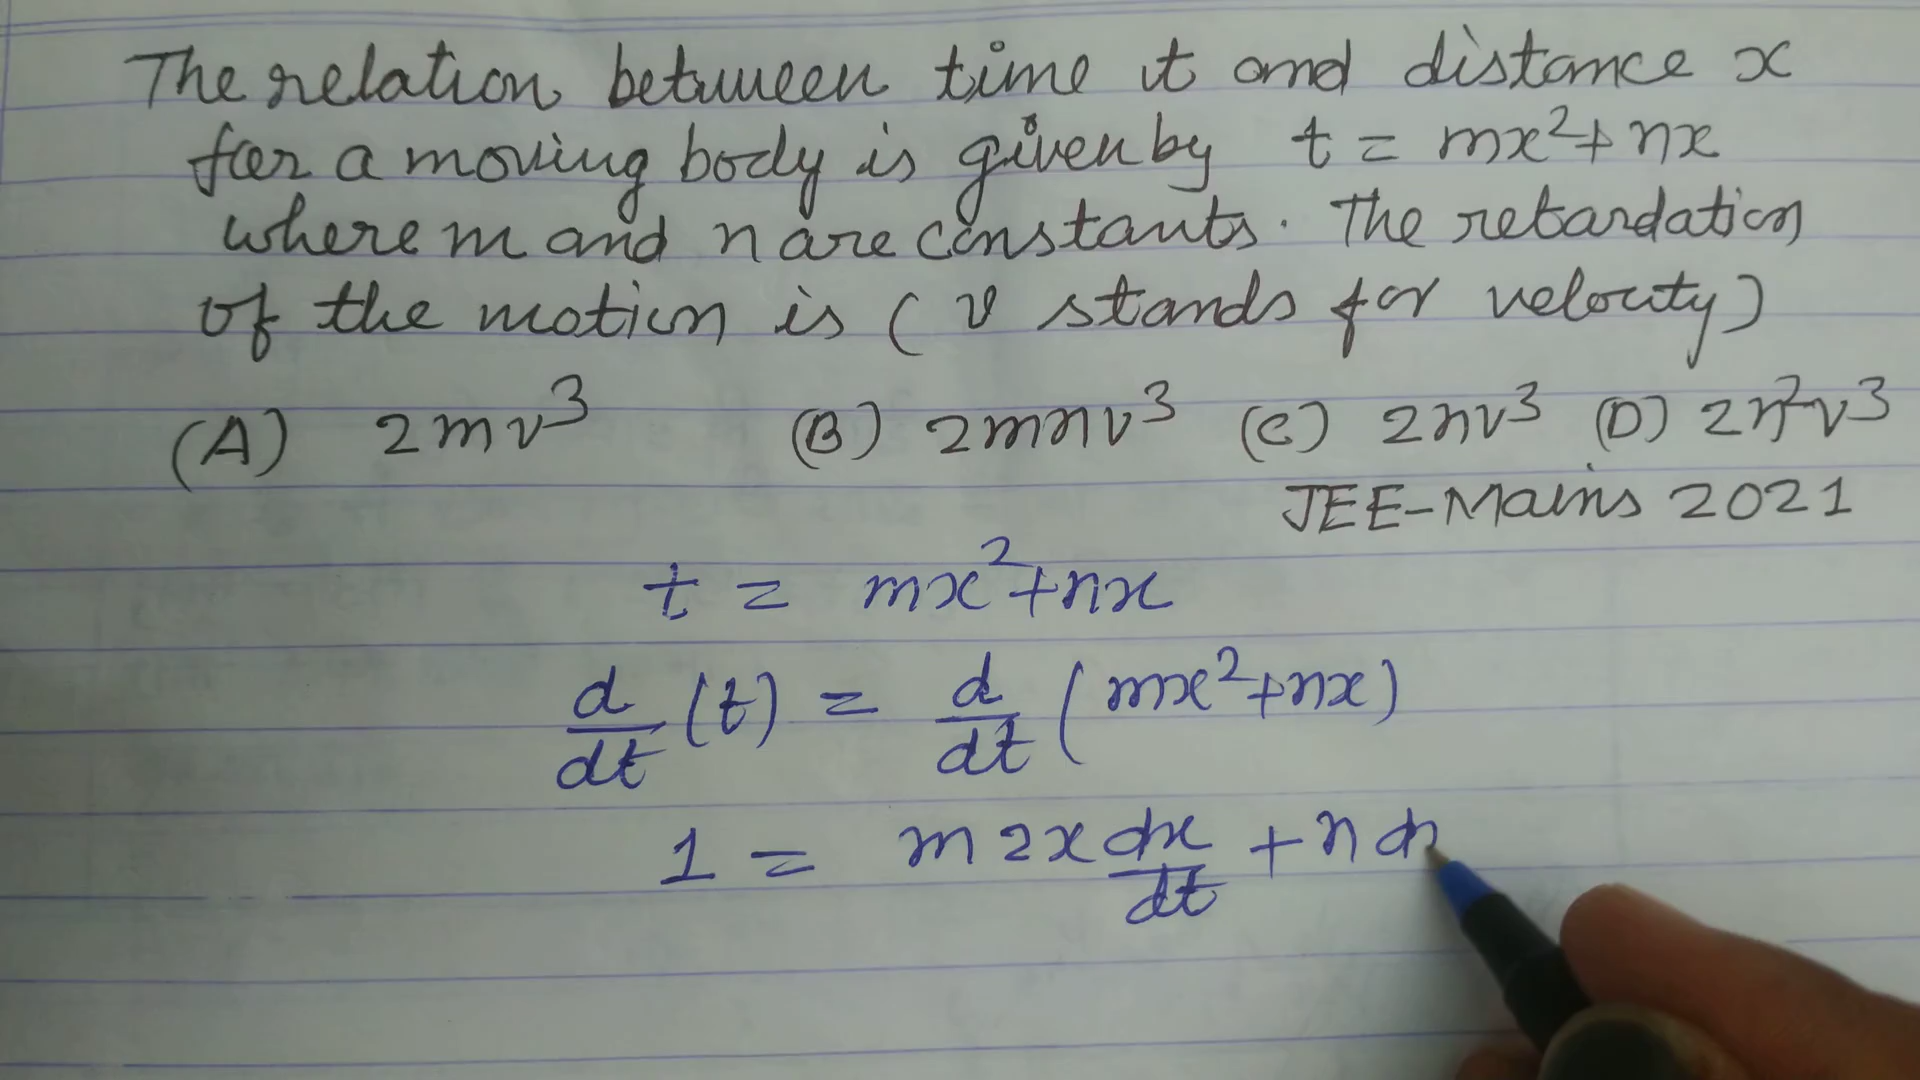 The relation between time t and distance x
for a moving body is given by t = mx²+nx
where m and n are constants. The retardation
of the motion is (v stands for velocity)
(A) 2mv³ (B) 2mnv³ (C) 2nv³ (D) 2n²v³
JEE-Mains 2021
t = mx²+nx
d/dt (t) = d/dt (mx²+nx)
1 = m 2x dx/dt + n d